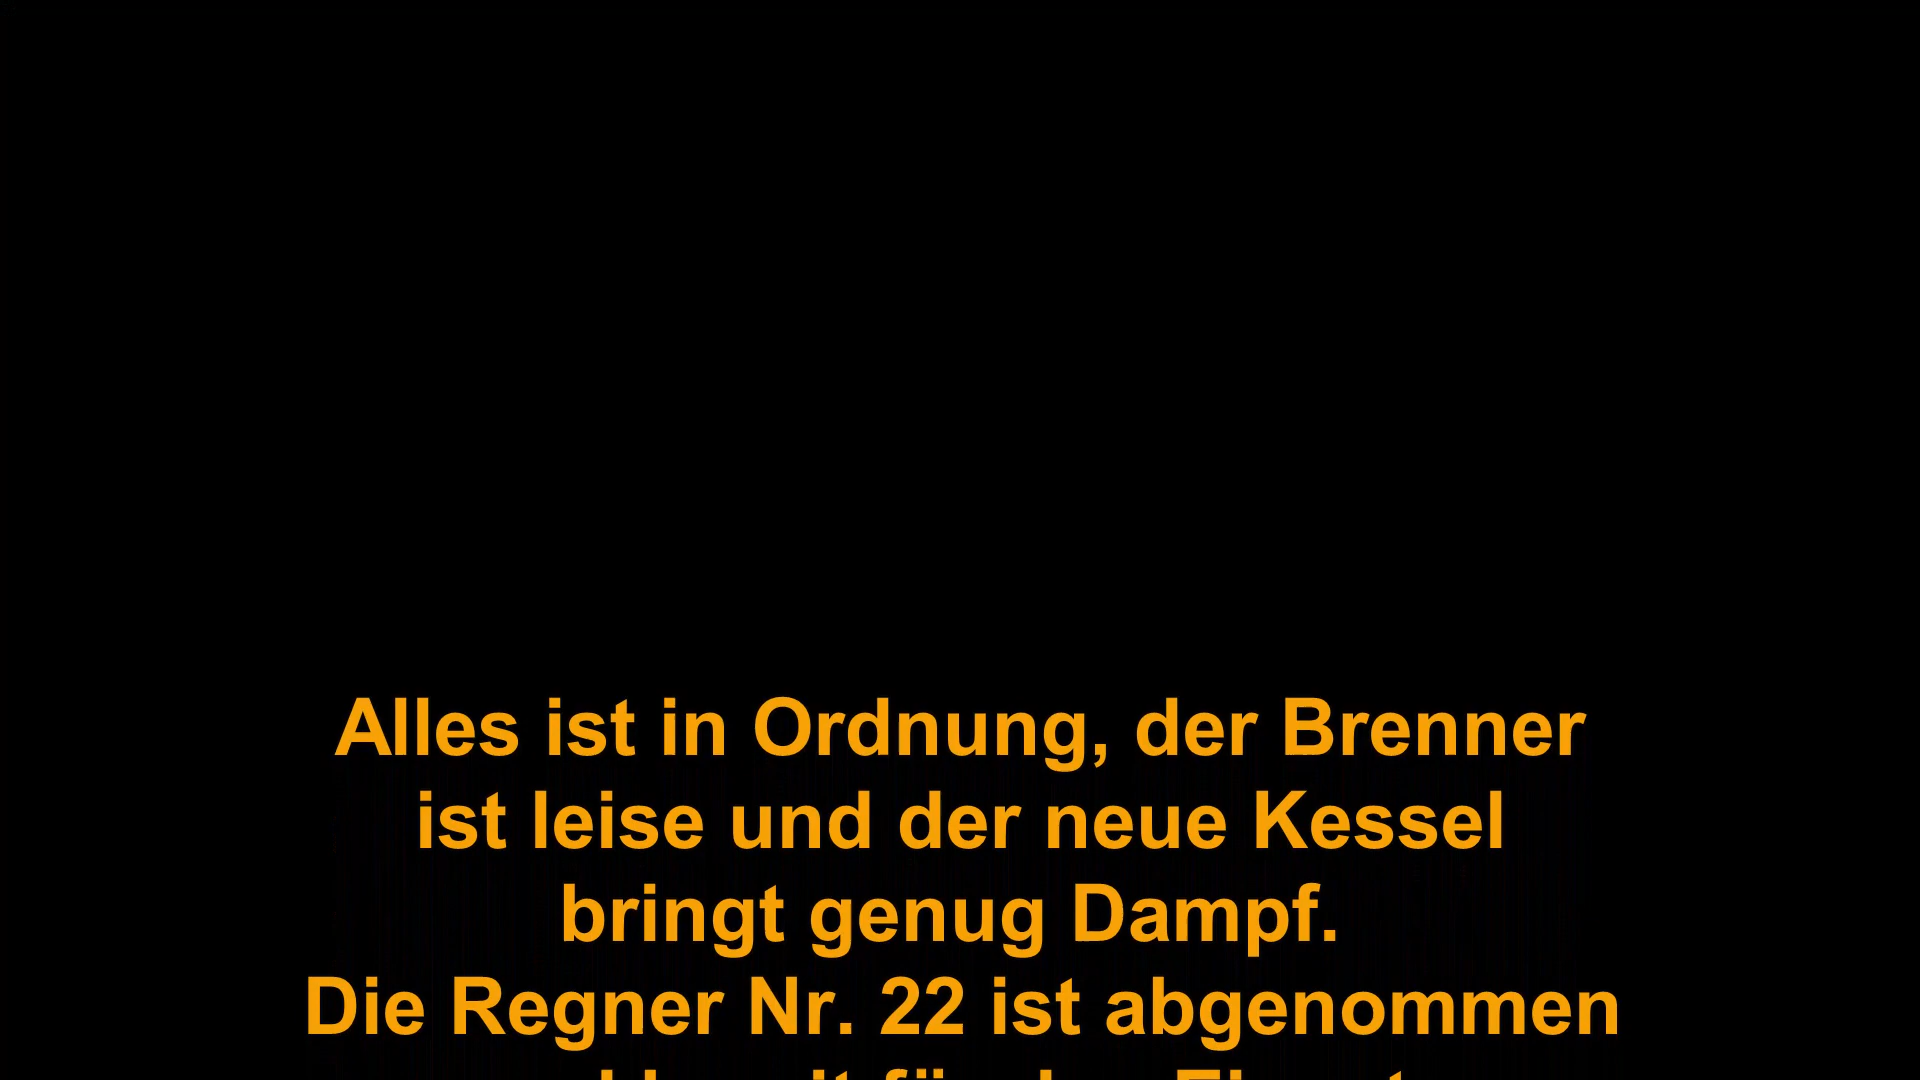 Alles ist in Ordnung, der Brenner
ist leise und der neue Kessel
bringt genug Dampf.
Die Regner Nr. 22 ist abgenommen